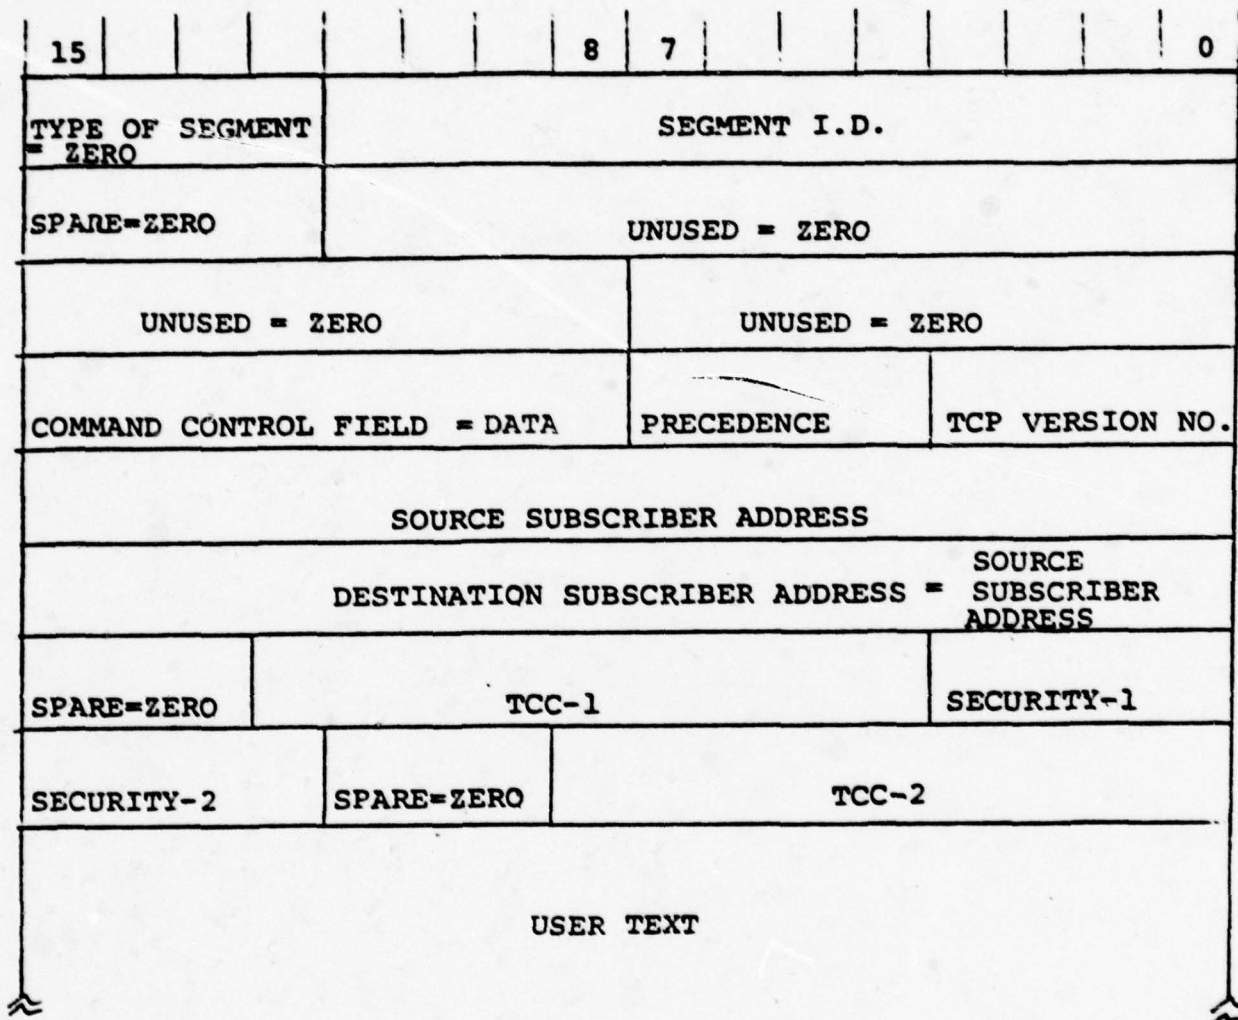 15 8 7 0
TYPE OF SEGMENT
= ZERO
SEGMENT I.D.
SPARE=ZERO
UNUSED = ZERO
UNUSED = ZERO
UNUSED = ZERO
COMMAND CONTROL FIELD = DATA
PRECEDENCE
TCP VERSION NO.
SOURCE SUBSCRIBER ADDRESS
DESTINATION SUBSCRIBER ADDRESS = SOURCE
SUBSCRIBER
ADDRESS
SPARE=ZERO
TCC-1
SECURITY-1
SECURITY-2
SPARE=ZERO
TCC-2
USER TEXT